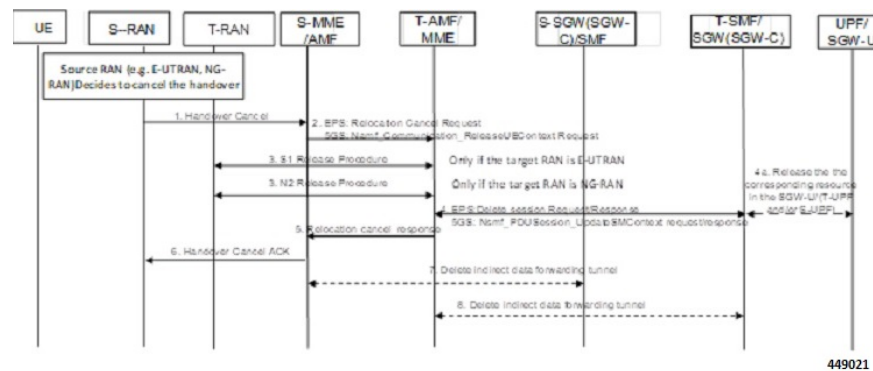 UE
S--RAN
T-RAN
S-MME
/AMF
T-AMF/
MME
S-SGW(SGW-
C)/SMF
T-SMF/
SGW(SGW-C)
UPF/
SGW-U
Source RAN (e.g. E-UTRAN, NG-
RAN)Decides to cancel the handover
1. Handover Cancel
2. EPS: Relocation Cancel Request
5GS: Namf_Communication_ReleaseUEContext Request
3. S1 Release Procedure
Only if the target RAN is E-UTRAN
3. N2 Release Procedure
Only if the target RAN is NG-RAN
4a. Release the the
corresponding resource
in the SGW-U/(T-UPF
and/or S-UPF)
4. EPS:Delete session Request/Response
5GS: Nsmf_PDUSession_UpdateSMContext request/response
5. Relocation cancel response
6. Handover Cancel ACK
7. Delete indirect data forwarding tunnel
8. Delete indirect data forwarding tunnel
449021